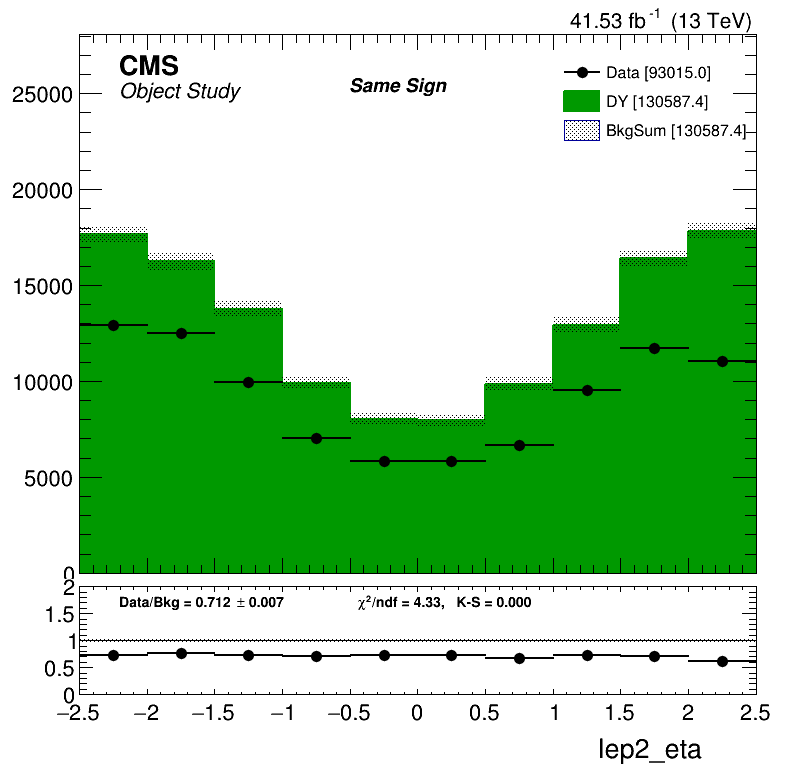 41.53 fb⁻¹ (13 TeV)
CMS
Object Study
Same Sign
Data [93015.0]
DY [130587.4]
BkgSum [130587.4]
25000
20000
15000
10000
5000
0
Data/Bkg = 0.712 ± 0.007
χ²/ndf = 4.33, K-S = 0.000
2
1.5
1
0.5
0
−2.5 −2 −1.5 −1 −0.5 0 0.5 1 1.5 2 2.5
lep2_eta